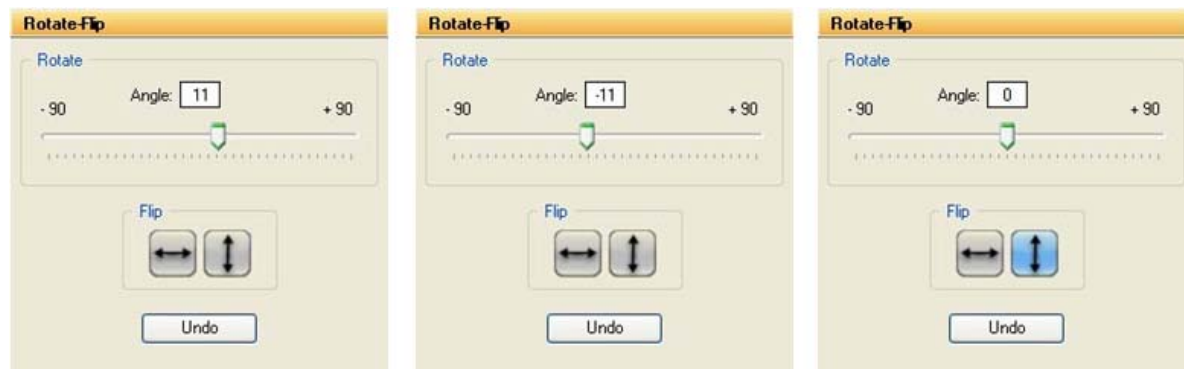 Rotate-Flip
Rotate
Angle: 11
- 90
+ 90
Flip
Undo
Rotate-Flip
Rotate
Angle: -11
- 90
+ 90
Flip
Undo
Rotate-Flip
Rotate
Angle: 0
- 90
+ 90
Flip
Undo